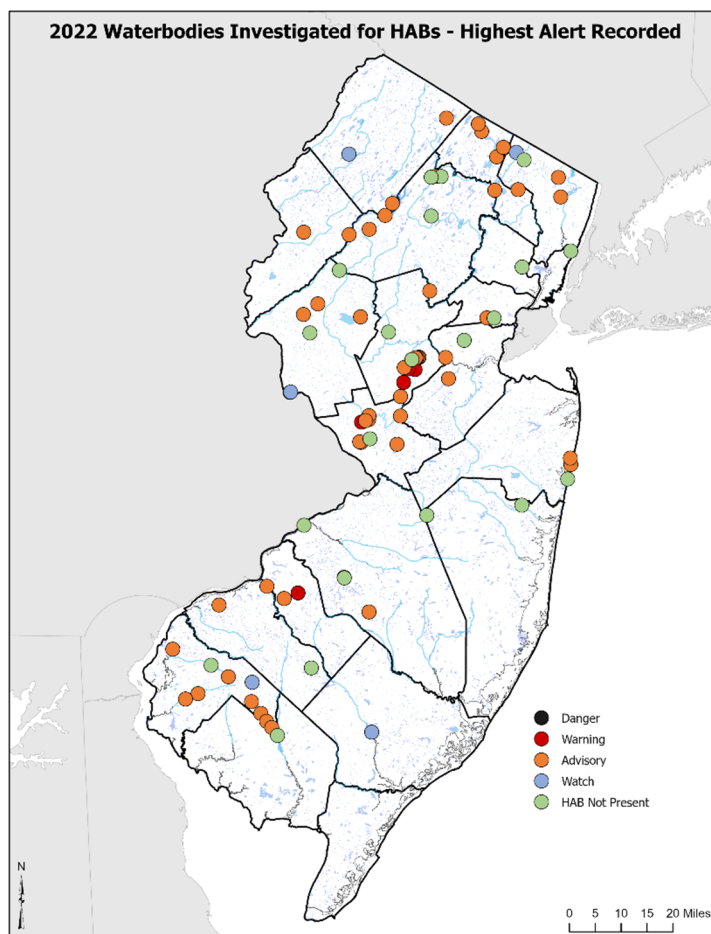 2022 Waterbodies Investigated for HABs - Highest Alert Recorded
Danger
Warning
Advisory
Watch
HAB Not Present
N
0 5 10 15 20 Miles